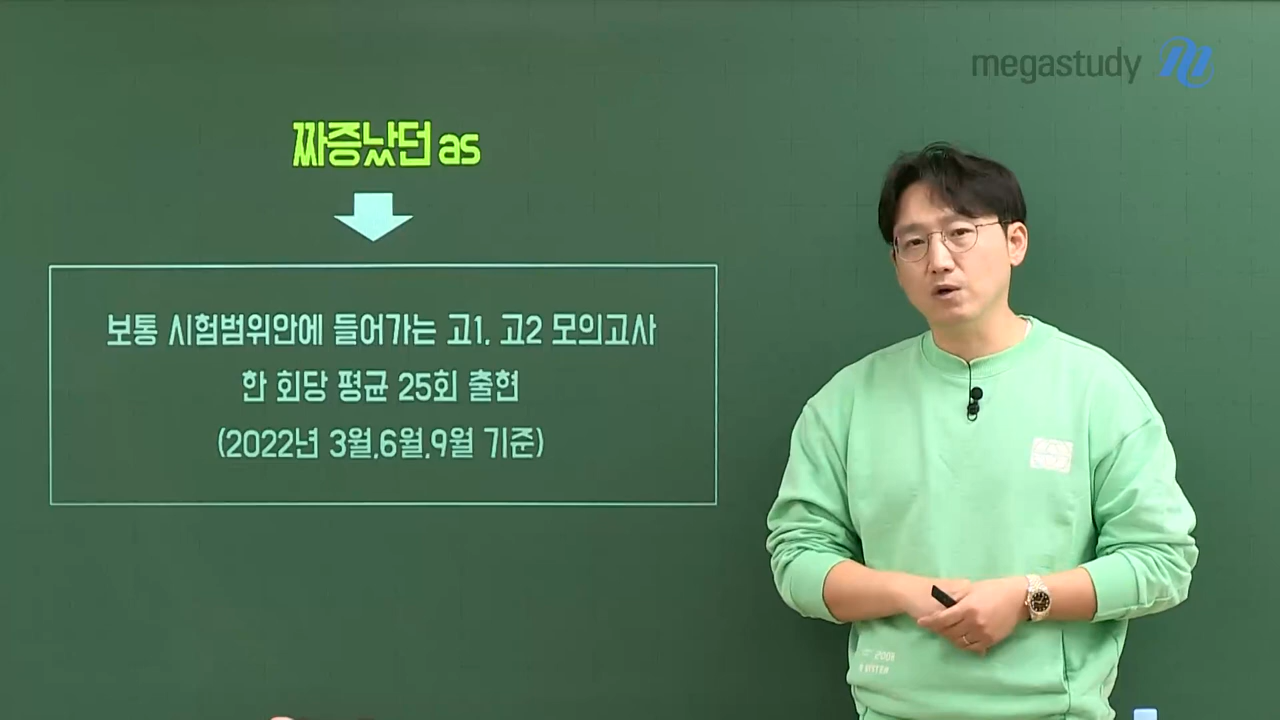 megastudy
짜증났던 as
보통 시험범위안에 들어가는 고1, 고2 모의고사
한 회당 평균 25회 출현
(2022년 3월,6월,9월 기준)
2009